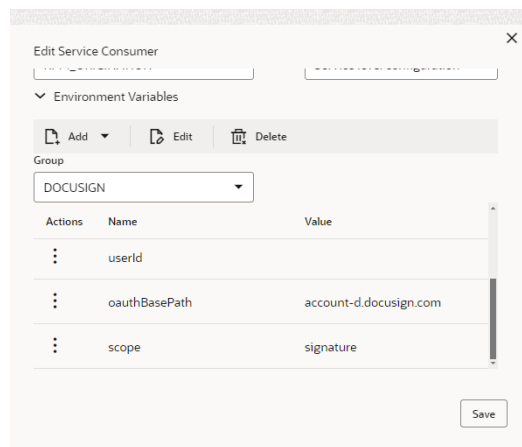 Edit Service Consumer
Environment Variables
Add Edit Delete
Group
DOCUSIGN
Actions Name Value
userId
oauthBasePath account-d.docusign.com
scope signature
Save